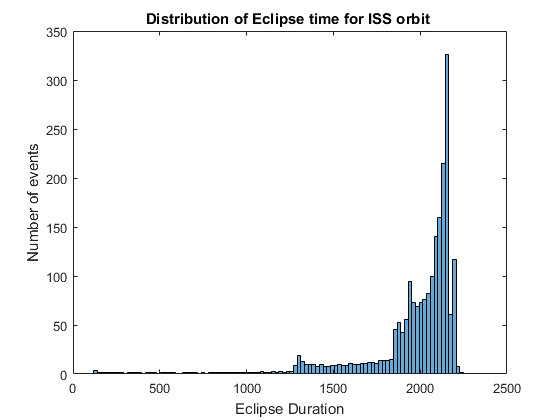 Distribution of Eclipse time for ISS orbit
350
300
250
200
150
100
50
0
Number of events
0 500 1000 1500 2000 2500
Eclipse Duration